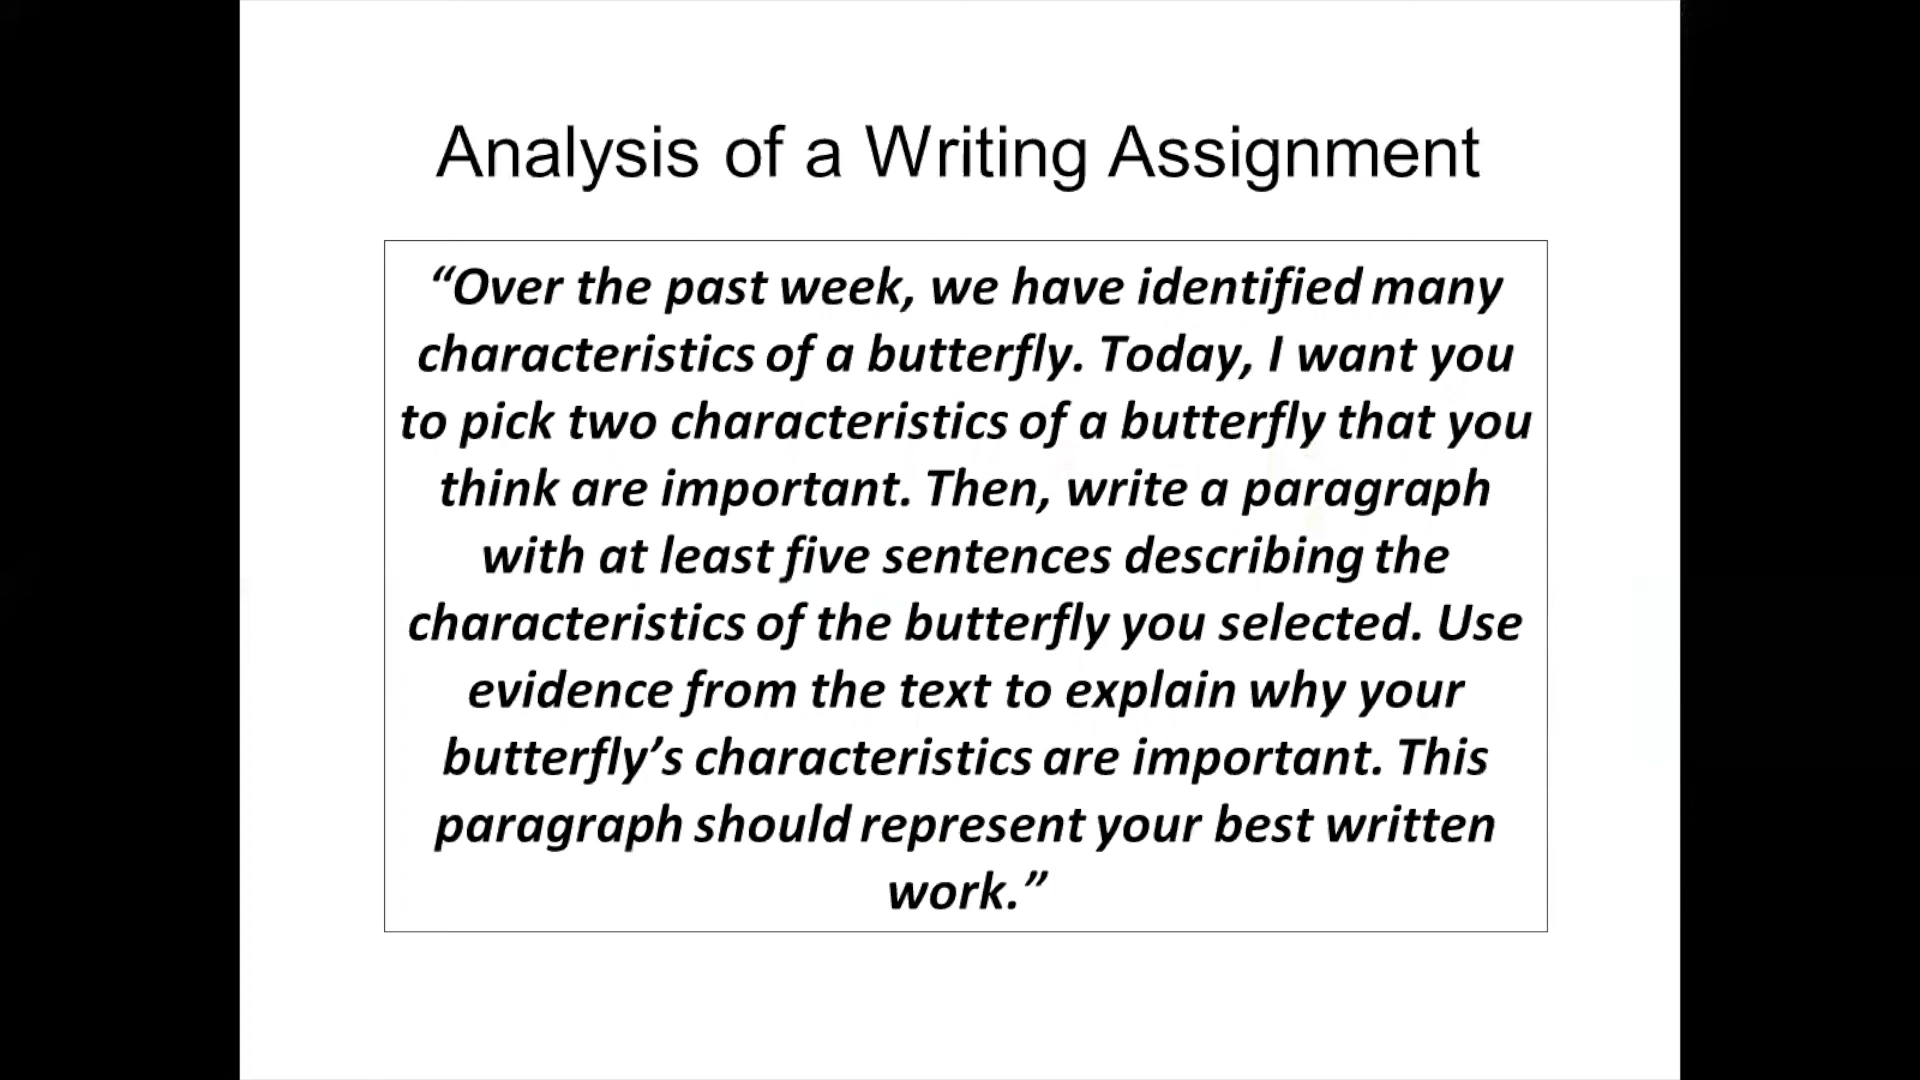 Analysis of a Writing Assignment
“Over the past week, we have identified many
characteristics of a butterfly. Today, I want you
to pick two characteristics of a butterfly that you
think are important. Then, write a paragraph
with at least five sentences describing the
characteristics of the butterfly you selected. Use
evidence from the text to explain why your
butterfly’s characteristics are important. This
paragraph should represent your best written
work.”